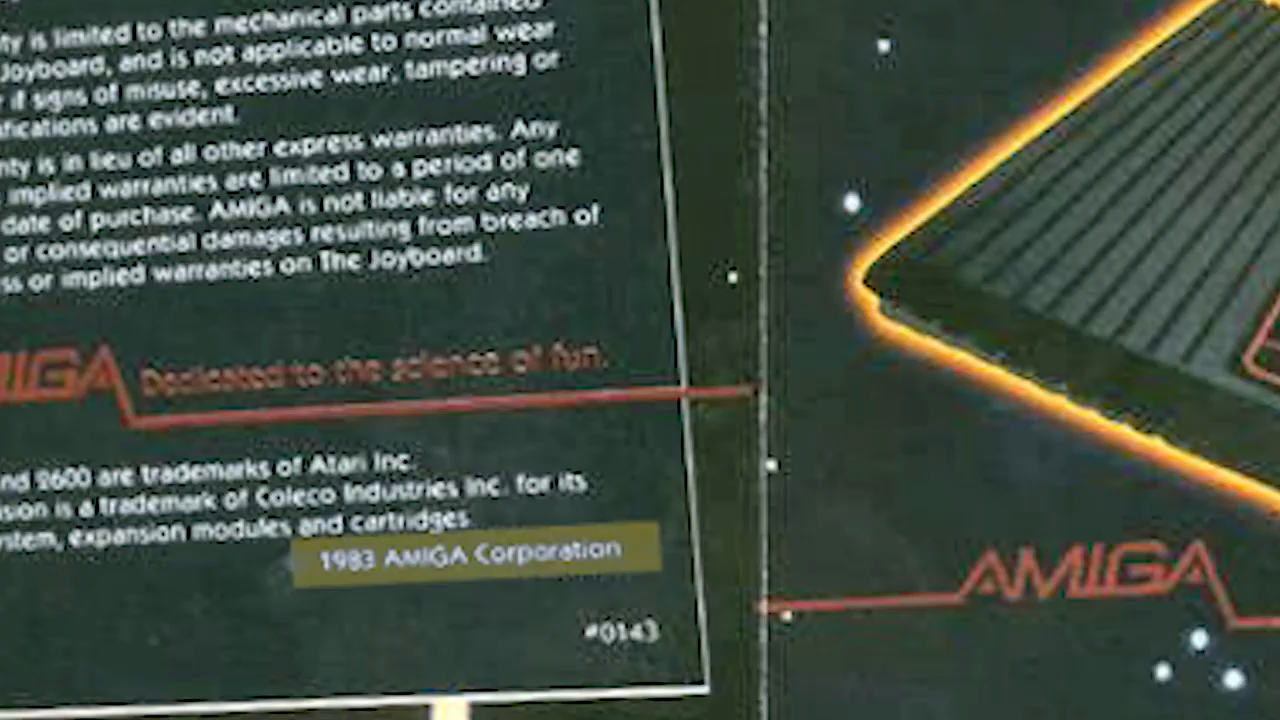 ty is limited to the mechanical parts contained
Joyboard, and is not applicable to normal wear
r if signs of misuse, excessive wear, tampering or
fications are evident.
nty is in lieu of all other express warranties. Any
implied warranties are limited to a period of one
date of purchase. AMIGA is not liable for any
or consequential damages resulting from breach of
ss or implied warranties on The Joyboard.
MIGA Dedicated to the science of fun.
nd 2600 are trademarks of Atari Inc.
ision is a trademark of Coleco Industries Inc. for its
ystem, expansion modules and cartridges.
1983 AMIGA Corporation
#0143
AMIGA